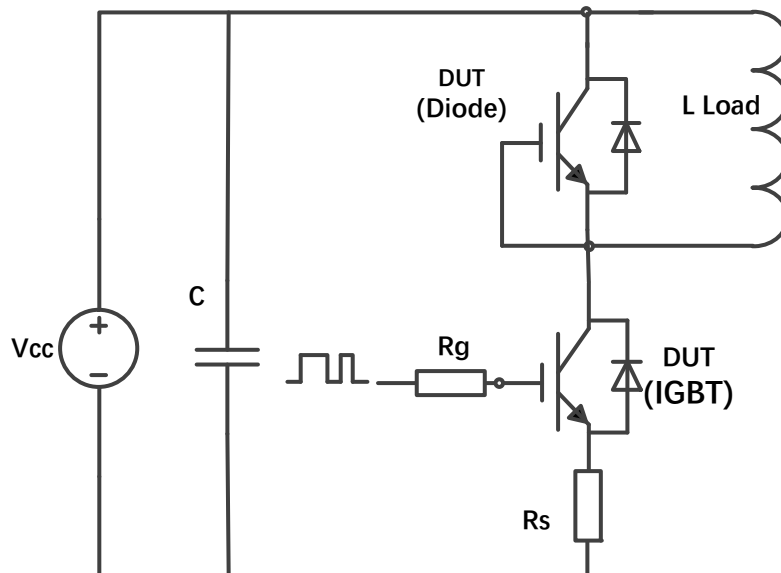 DUT
(Diode)
L Load
C
Vcc
Rg
DUT
(IGBT)
Rs